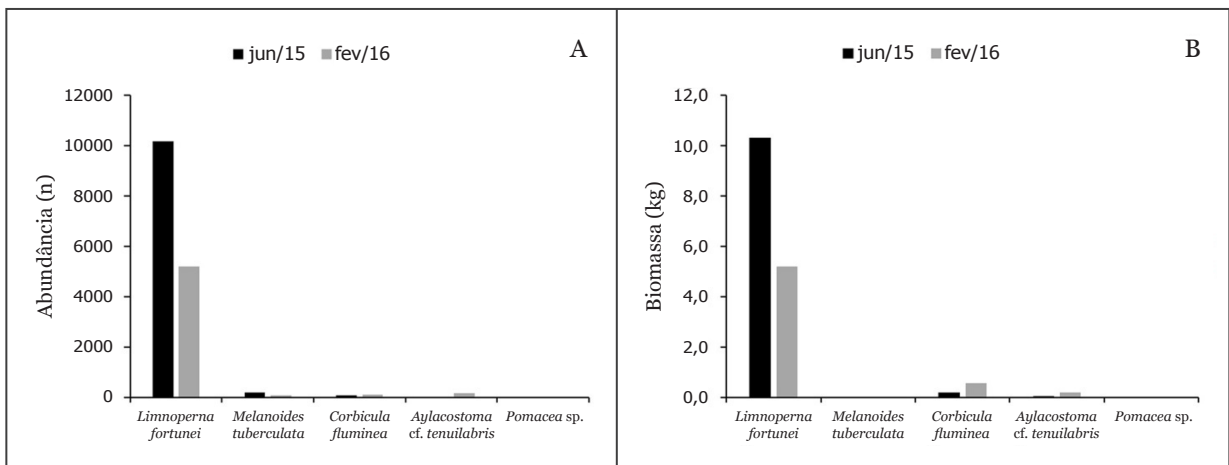 jun/15 fev/16
A
12000
10000
8000
6000
4000
2000
0
Abundância (n)
Limnoperna fortunei
Melanoides tuberculata
Corbicula fluminea
Aylacostoma cf. tenuilabris
Pomacea sp.
jun/15 fev/16
B
12,0
10,0
8,0
6,0
4,0
2,0
0,0
Biomassa (kg)
Limnoperna fortunei
Melanoides tuberculata
Corbicula fluminea
Aylacostoma cf. tenuilabris
Pomacea sp.